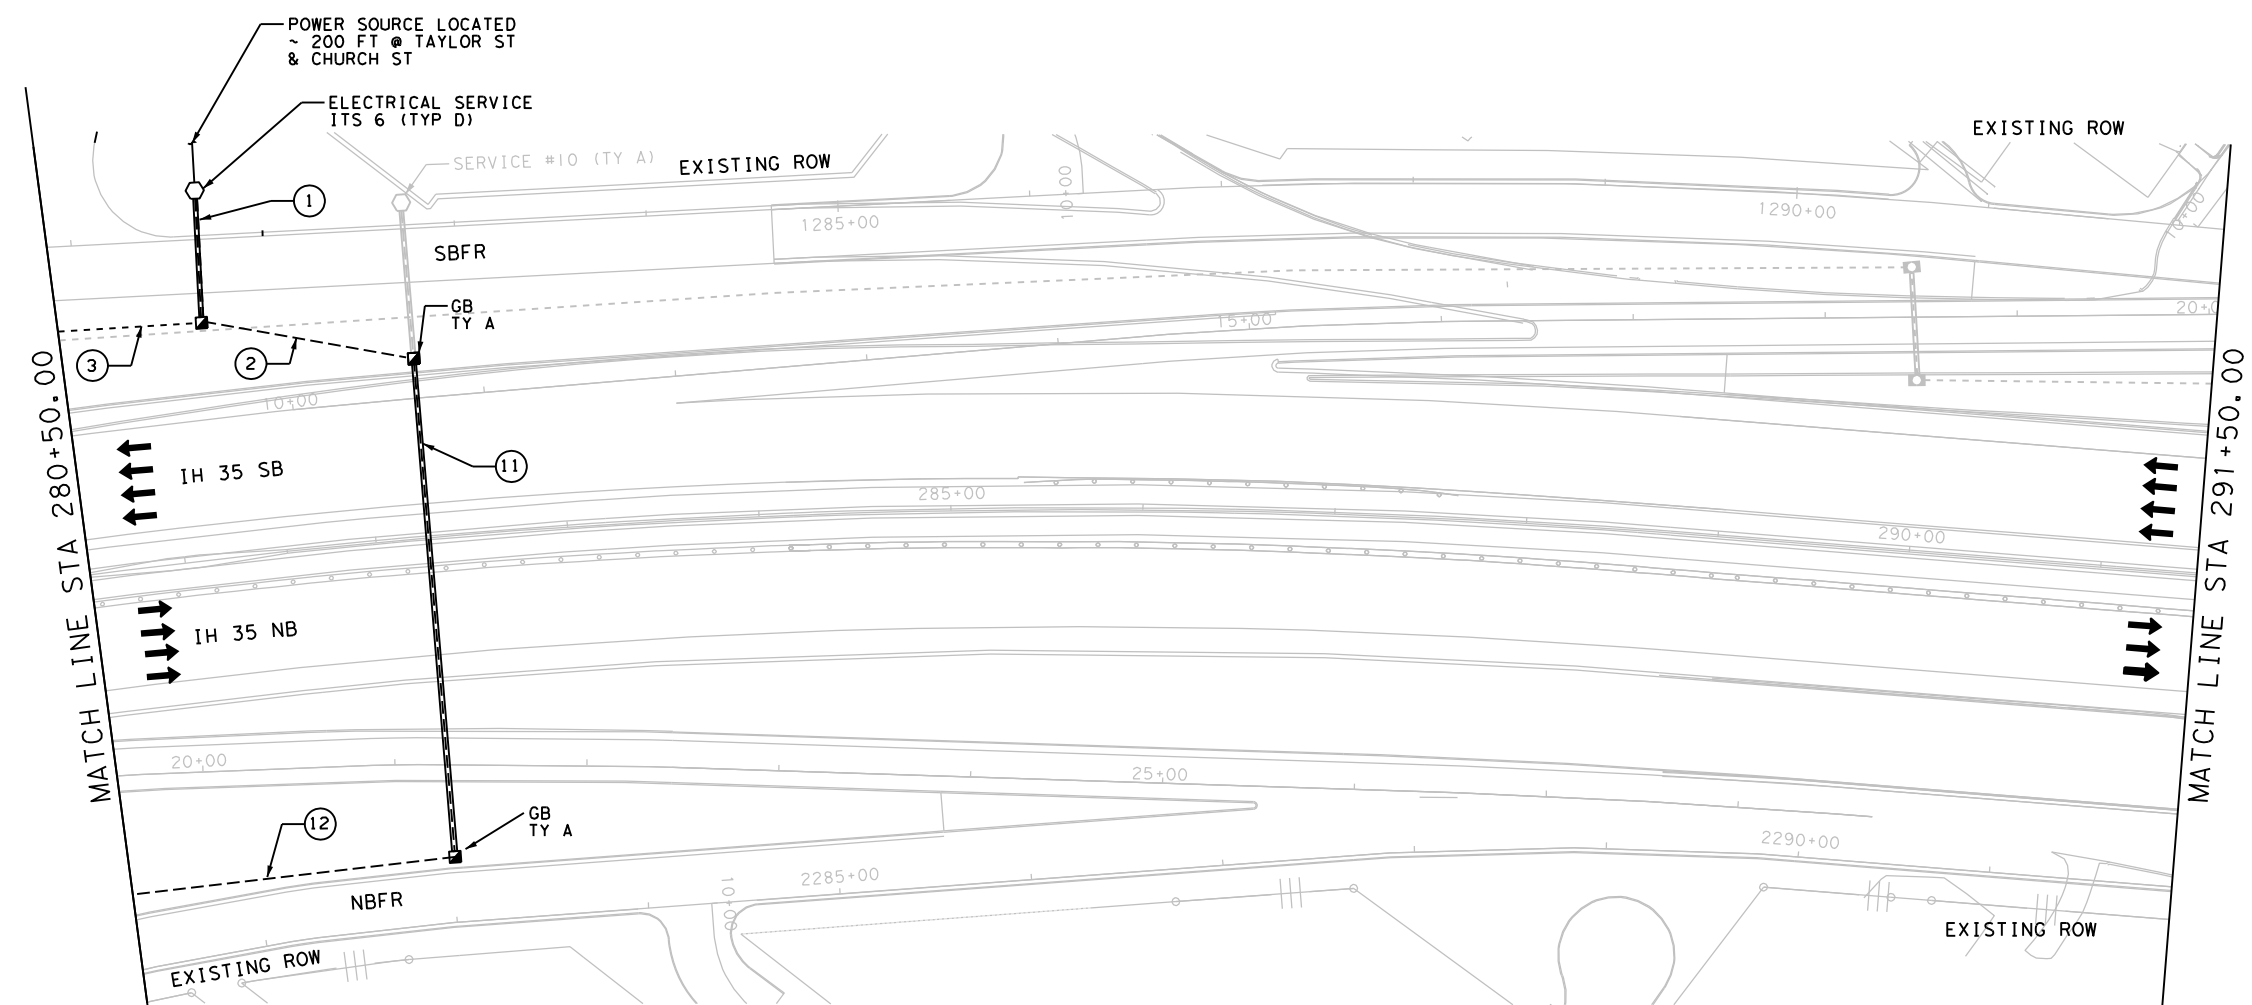 POWER SOURCE LOCATED
~ 200 FT @ TAYLOR ST
& CHURCH ST
ELECTRICAL SERVICE
ITS 6 (TYP D)
EXISTING ROW
SERVICE #10 (TY A)
EXISTING ROW
1
10+00
1285+00
1290+00
SBFR
GB
TY A
15+00
20+0
3
2
10+00
MATCH LINE STA 280+50.00
MATCH LINE STA 291+50.00
IH 35 SB
11
285+00
290+00
IH 35 NB
20+00
25+00
GB
TY A
12
2290+00
2285+00
10+00
NBFR
EXISTING ROW
EXISTING ROW